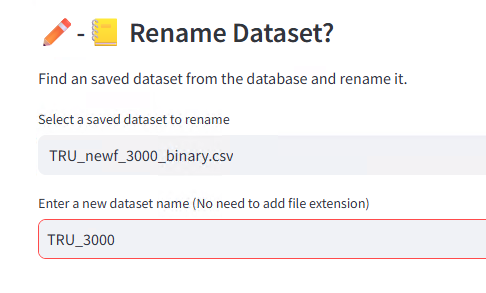 - Rename Dataset?
Find an saved dataset from the database and rename it.
Select a saved dataset to rename
TRU_newf_3000_binary.csv
Enter a new dataset name (No need to add file extension)
TRU_3000